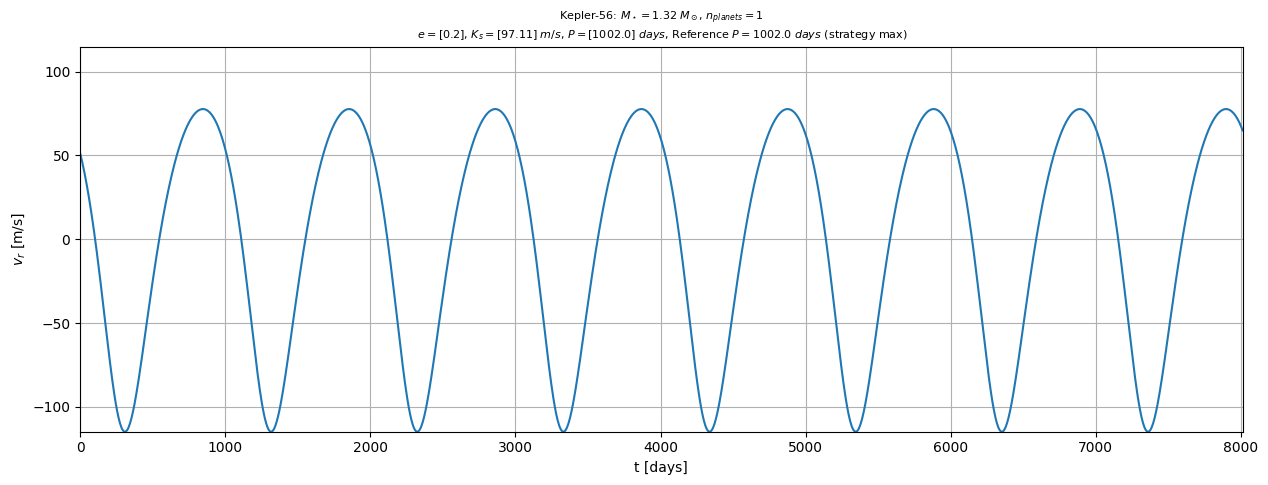 Kepler-56: $M_\star = 1.32\ M_\odot$, $n_{planets} = 1$
$e = [0.2]$, $K_s = [97.11]\ m/s$, $P = [1002.0]\ days$, Reference $P = 1002.0\ days$ (strategy max)
100
50
0
−50
−100
$v_r$ [m/s]
0 1000 2000 3000 4000 5000 6000 7000 8000
t [days]